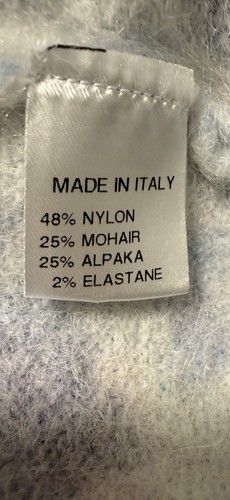 MADE IN ITALY
48% NYLON
25% MOHAIR
25% ALPAKA
2% ELASTANE